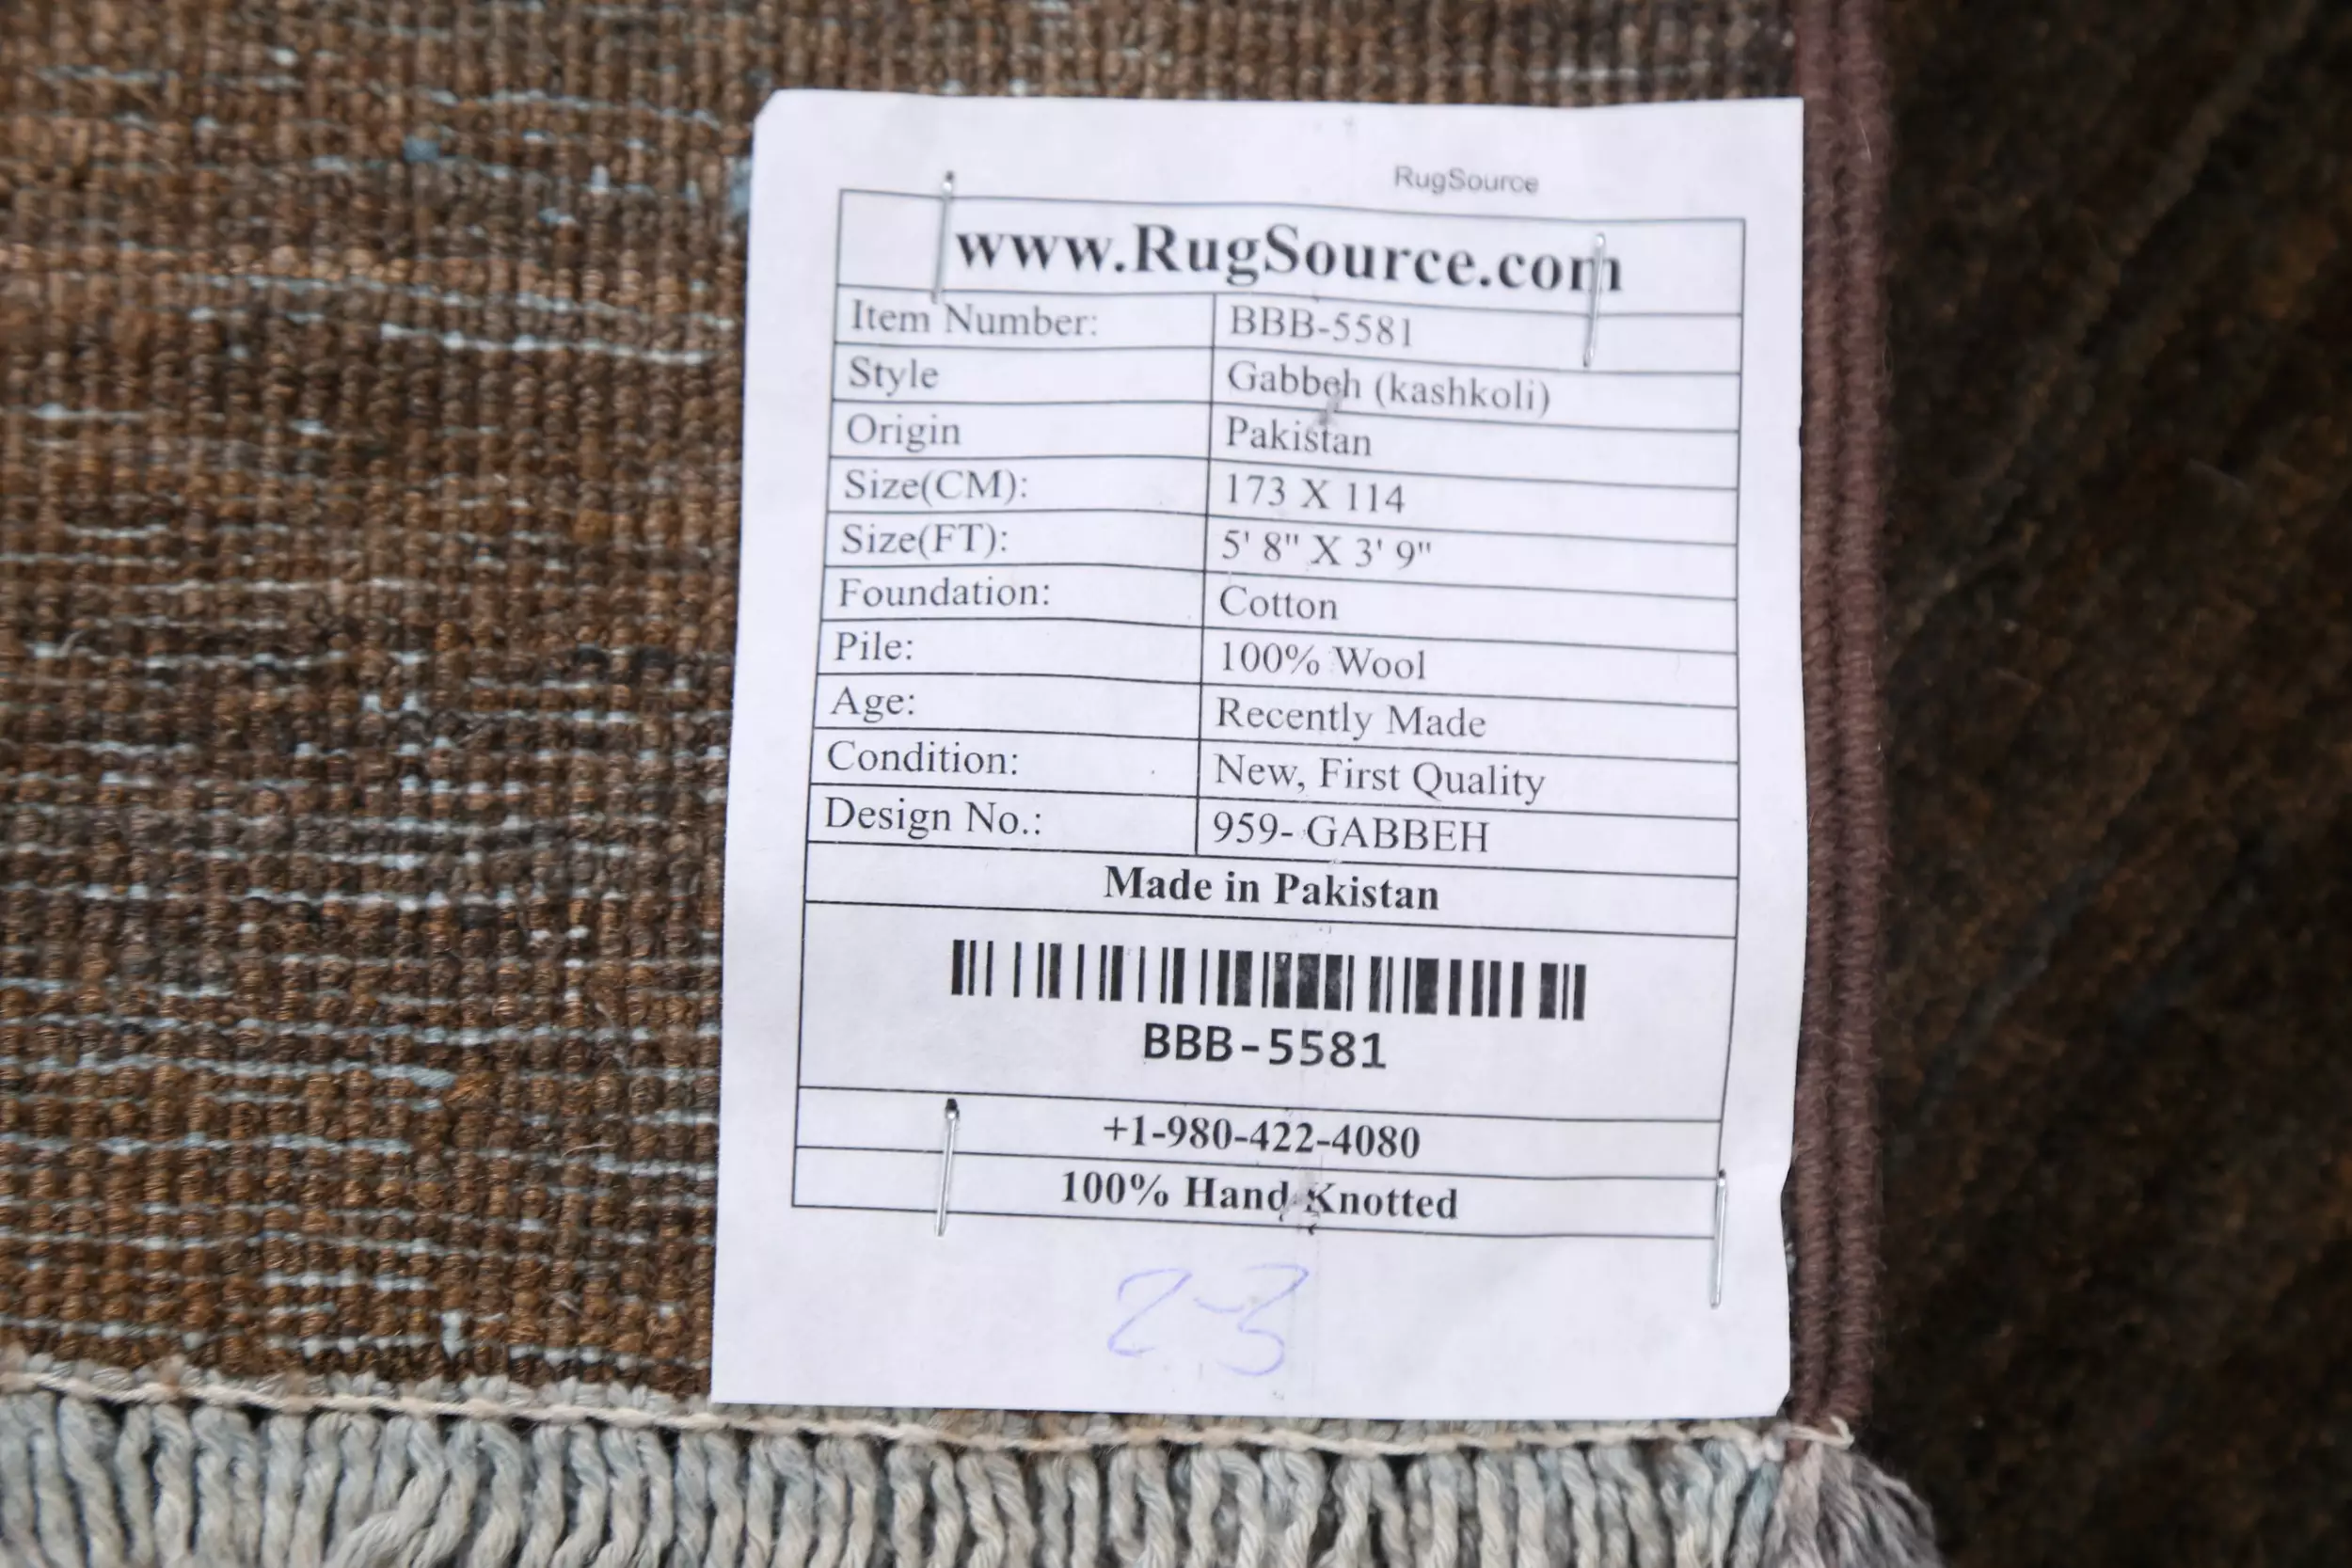 RugSource
www.RugSource.com
Item Number: BBB-5581
Style Gabbeh (kashkoli)
Origin Pakistan
Size(CM): 173 X 114
Size(FT): 5' 8" X 3' 9"
Foundation: Cotton
Pile: 100% Wool
Age: Recently Made
Condition: New, First Quality
Design No.: 959- GABBEH
Made in Pakistan
BBB-5581
+1-980-422-4080
100% Hand Knotted
2-3